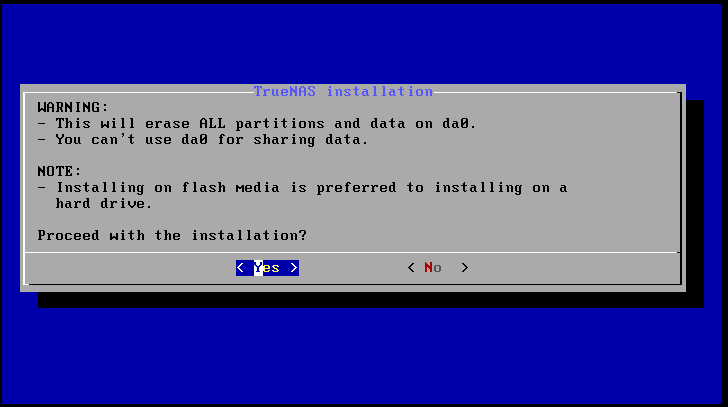 TrueNAS installation
WARNING:
- This will erase ALL partitions and data on da0.
- You can't use da0 for sharing data.
NOTE:
- Installing on flash media is preferred to installing on a
hard drive.
Proceed with the installation?
< Yes > < No >